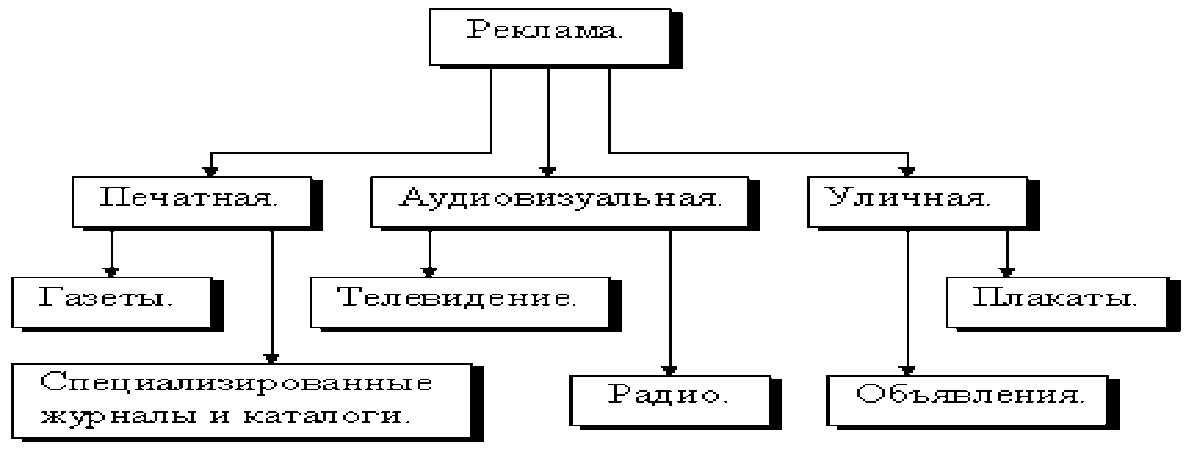 Реклама.
Печатная.
Аудиовизуальная.
Уличная.
Газеты.
Телевидение.
Плакаты.
Специализированные
журналы и каталоги.
Радио.
Объявления.